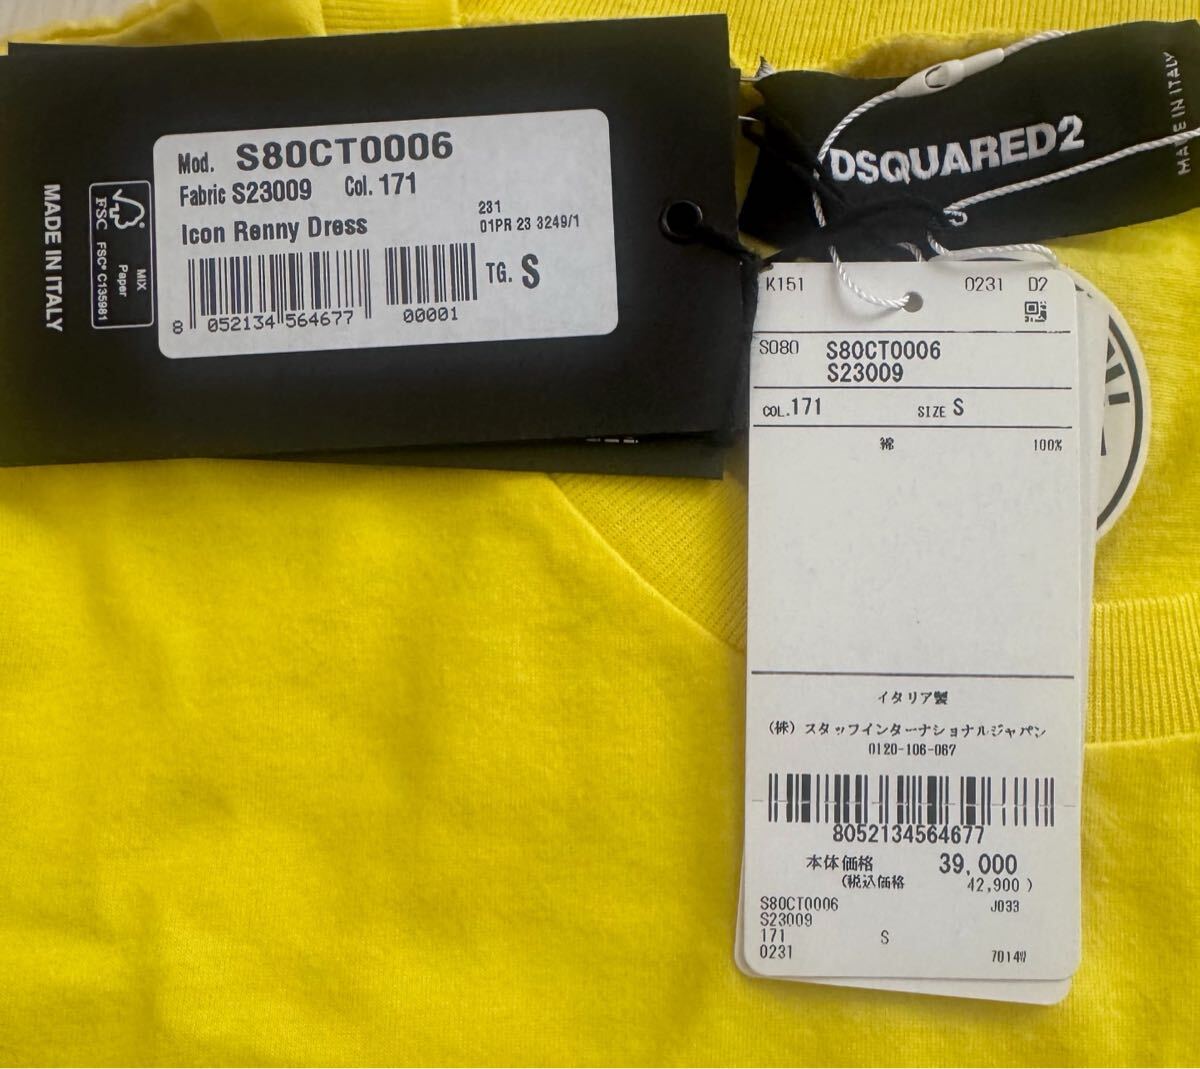 Mod. S80CT0006
Fabric S23009 Col. 171
Icon Renny Dress
231
01PR 23 3249/1
TG. S
8 052134 564677 00001
MADE IN ITALY
FSC
FSC® C135981
MIX
Paper
DSQUARED2
MADE IN ITALY
K151 0231 D2
S080 S80CT0006
S23009
COL.171 SIZE S
綿 100%
イタリア製
(株) スタッフインターナショナルジャパン
0120-106-067
8052134564677
本体価格 39,000
(税込価格 42,900 )
S80CT0006 J033
S23009
171 S
0231 7014W